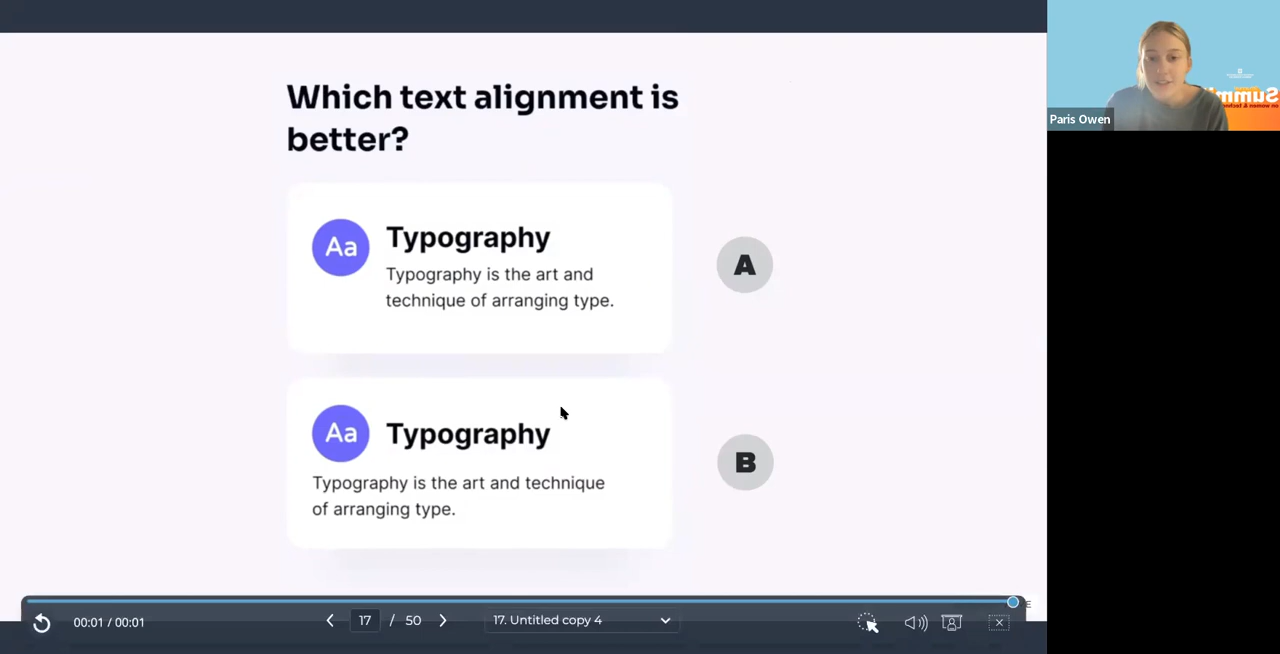 Which text alignment is
better?
Aa
Typography
Typography is the art and
technique of arranging type.
A
Aa
Typography
Typography is the art and technique
of arranging type.
B
00:01 / 00:01
17 / 50
17. Untitled copy 4
Paris Owen
Summi